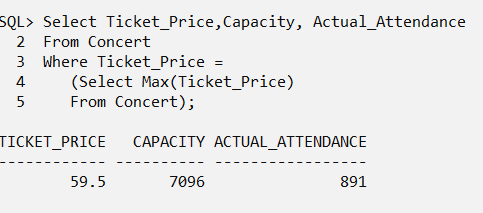 SQL> Select Ticket_Price,Capacity, Actual_Attendance
2 From Concert
3 Where Ticket_Price =
4 (Select Max(Ticket_Price)
5 From Concert);
TICKET_PRICE CAPACITY ACTUAL_ATTENDANCE
------------ ---------- -----------------
59.5 7096 891